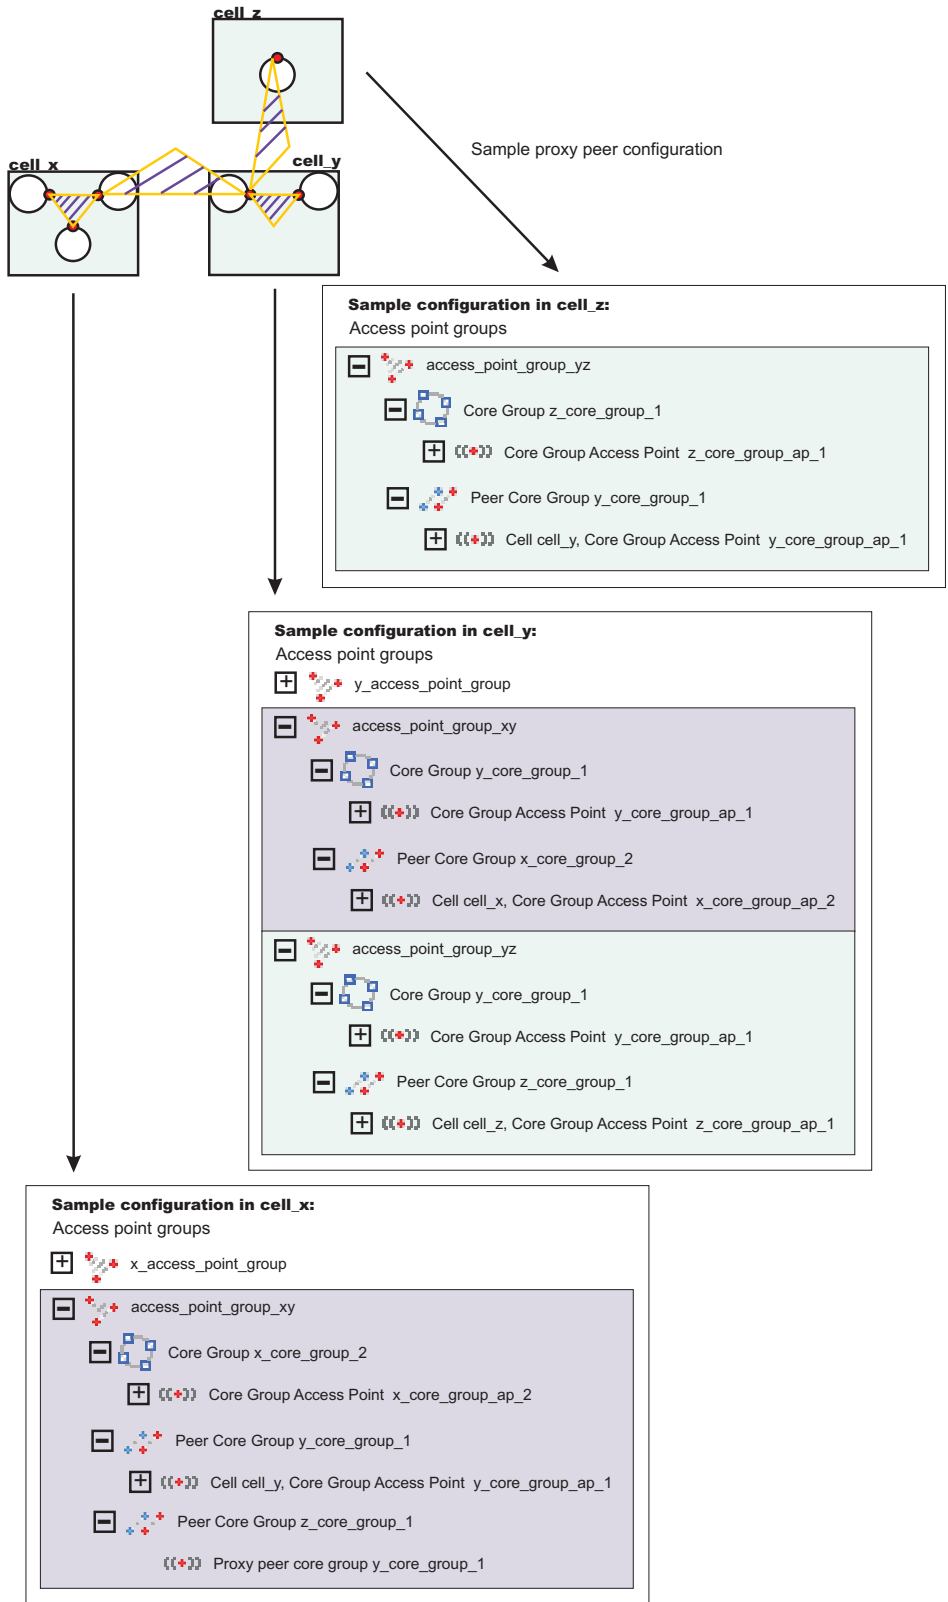 cell_z
cell_x
cell_y
Sample proxy peer configuration
Sample configuration in cell_z:
Access point groups
access_point_group_yz
Core Group z_core_group_1
Core Group Access Point z_core_group_ap_1
Peer Core Group y_core_group_1
Cell cell_y, Core Group Access Point y_core_group_ap_1
Sample configuration in cell_y:
Access point groups
y_access_point_group
access_point_group_xy
Core Group y_core_group_1
Core Group Access Point y_core_group_ap_1
Peer Core Group x_core_group_2
Cell cell_x, Core Group Access Point x_core_group_ap_2
access_point_group_yz
Core Group y_core_group_1
Core Group Access Point y_core_group_ap_1
Peer Core Group z_core_group_1
Cell cell_z, Core Group Access Point z_core_group_ap_1
Sample configuration in cell_x:
Access point groups
x_access_point_group
access_point_group_xy
Core Group x_core_group_2
Core Group Access Point x_core_group_ap_2
Peer Core Group y_core_group_1
Cell cell_y, Core Group Access Point y_core_group_ap_1
Peer Core Group z_core_group_1
Proxy peer core group y_core_group_1